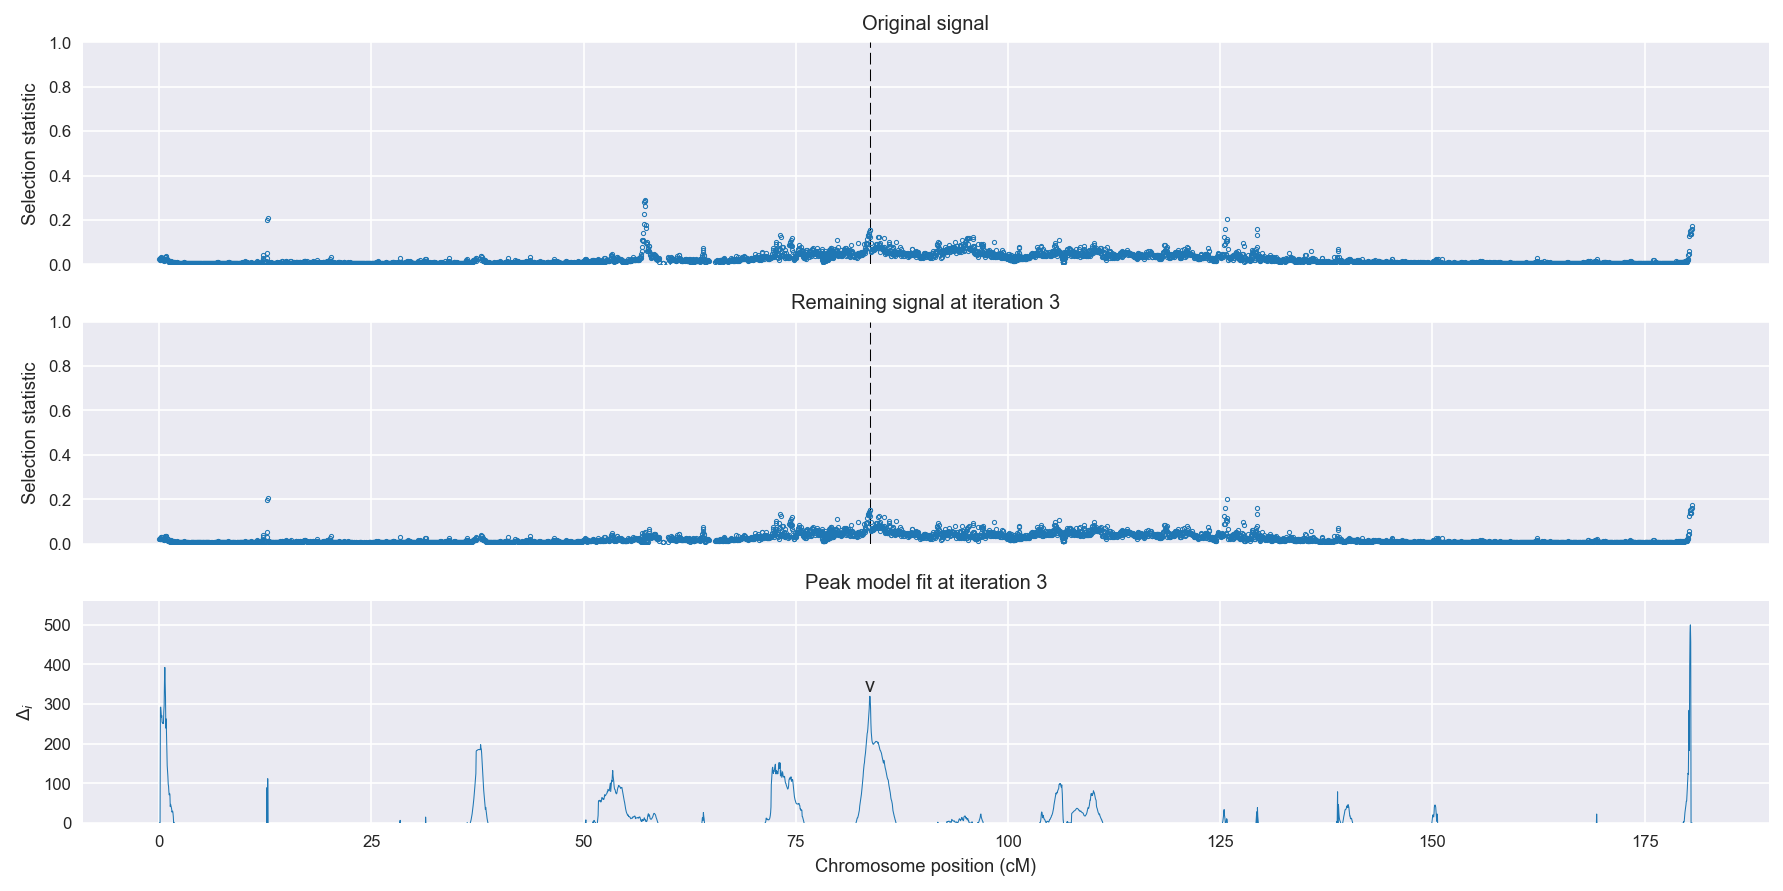 Original signal
Selection statistic
1.0
0.8
0.6
0.4
0.2
0.0
Remaining signal at iteration 3
Selection statistic
1.0
0.8
0.6
0.4
0.2
0.0
Peak model fit at iteration 3
Δi
500
400
300
200
100
0
v
0 25 50 75 100 125 150 175
Chromosome position (cM)